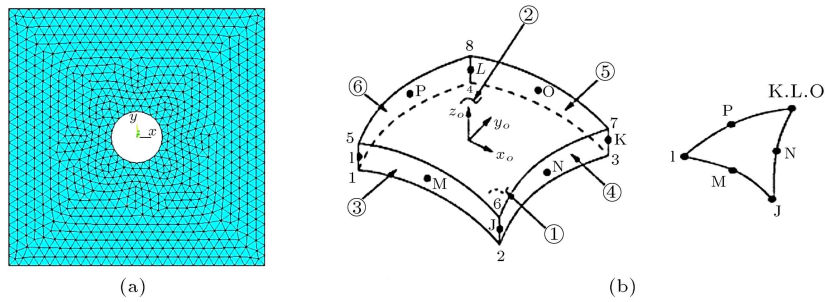 y
x
(a)
②
8
L
4
⑥
P
O
⑤
z_o
y_o
x_o
5
7
K
l
3
1
M
N
④
③
6
J
①
2
K.L.O
P
l
N
M
J
(b)